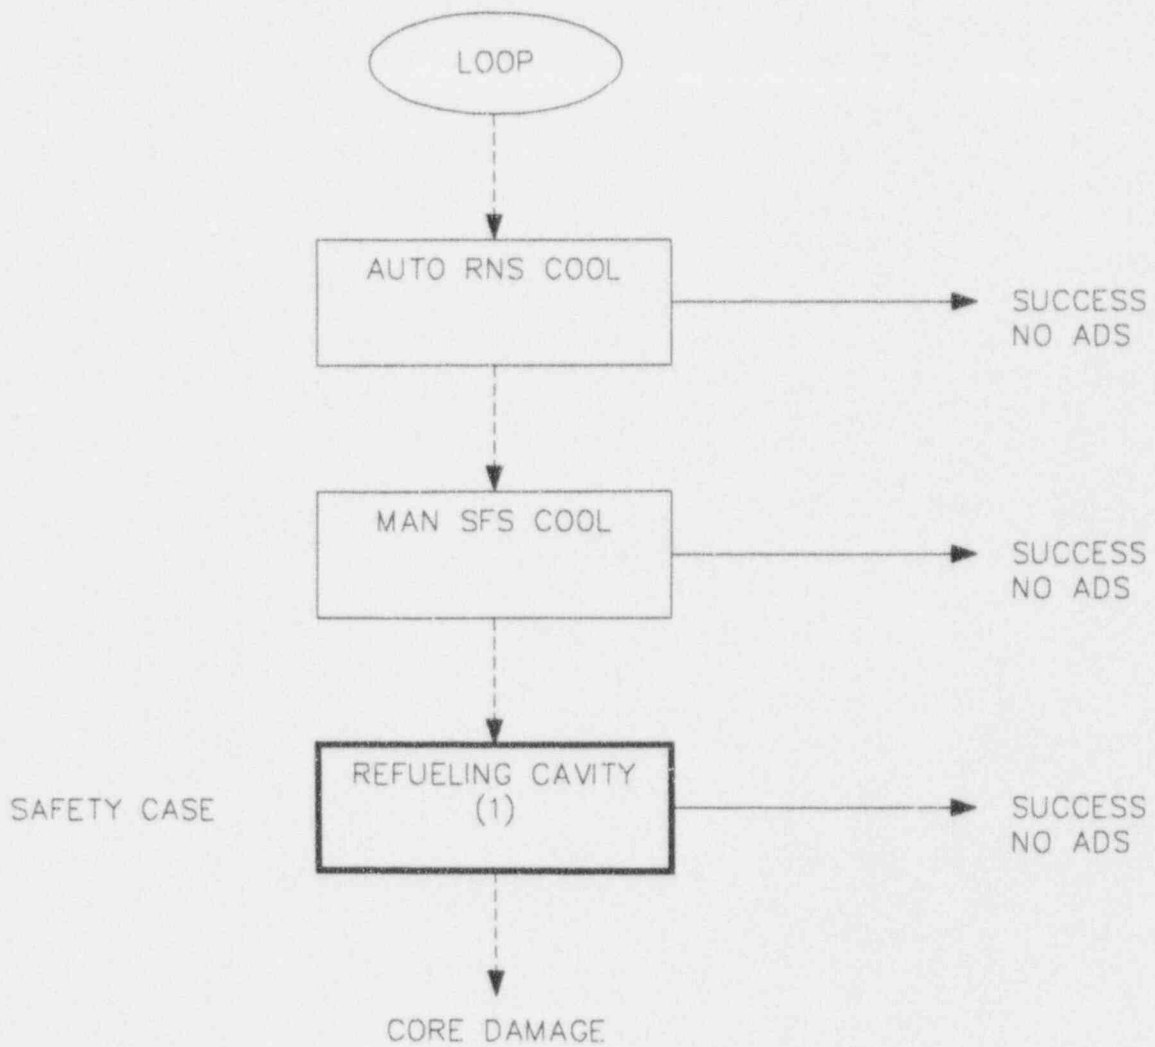 LOOP
AUTO RNS COOL
SUCCESS
NO ADS
MAN SFS COOL
SUCCESS
NO ADS
SAFETY CASE
REFUELING CAVITY
(1)
SUCCESS
NO ADS
CORE DAMAGE